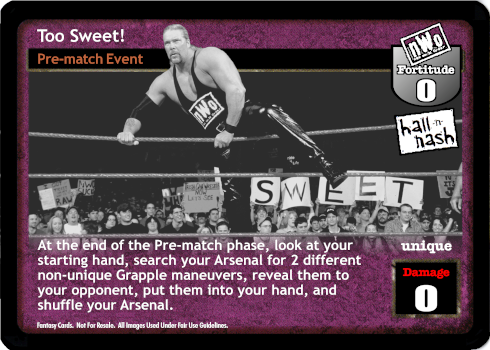 Too Sweet!
Pre-match Event
nWo
Fortitude
0
hall -n- nash
nWo
SWEET
At the end of the Pre-match phase, look at your
starting hand, search your Arsenal for 2 different
non-unique Grapple maneuvers, reveal them to
your opponent, put them into your hand, and
shuffle your Arsenal.
unique
Damage
0
Fantasy Cards. Not For Resale. All Images Used Under Fair Use Guidelines.